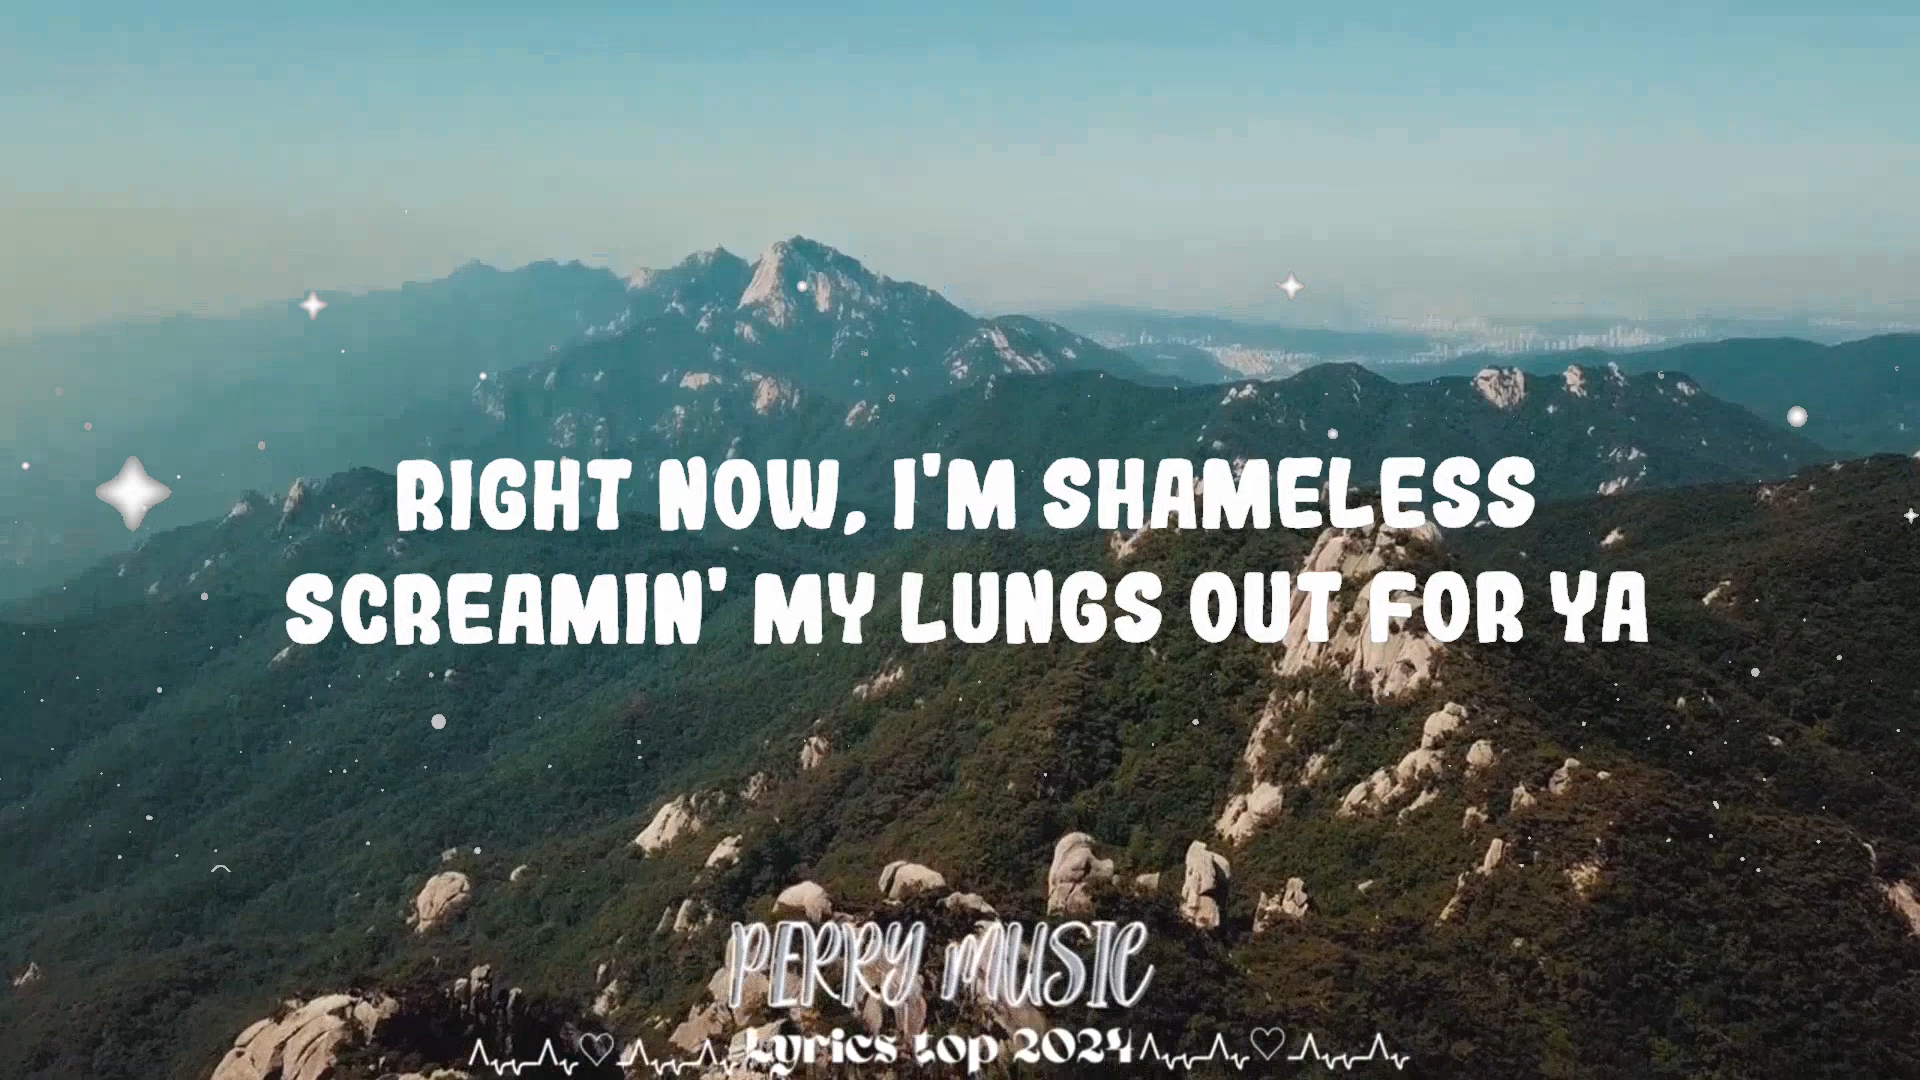 RIGHT NOW, I'M SHAMELESS
SCREAMIN' MY LUNGS OUT FOR YA
PERRY MUSIC
Lyrics top 2024